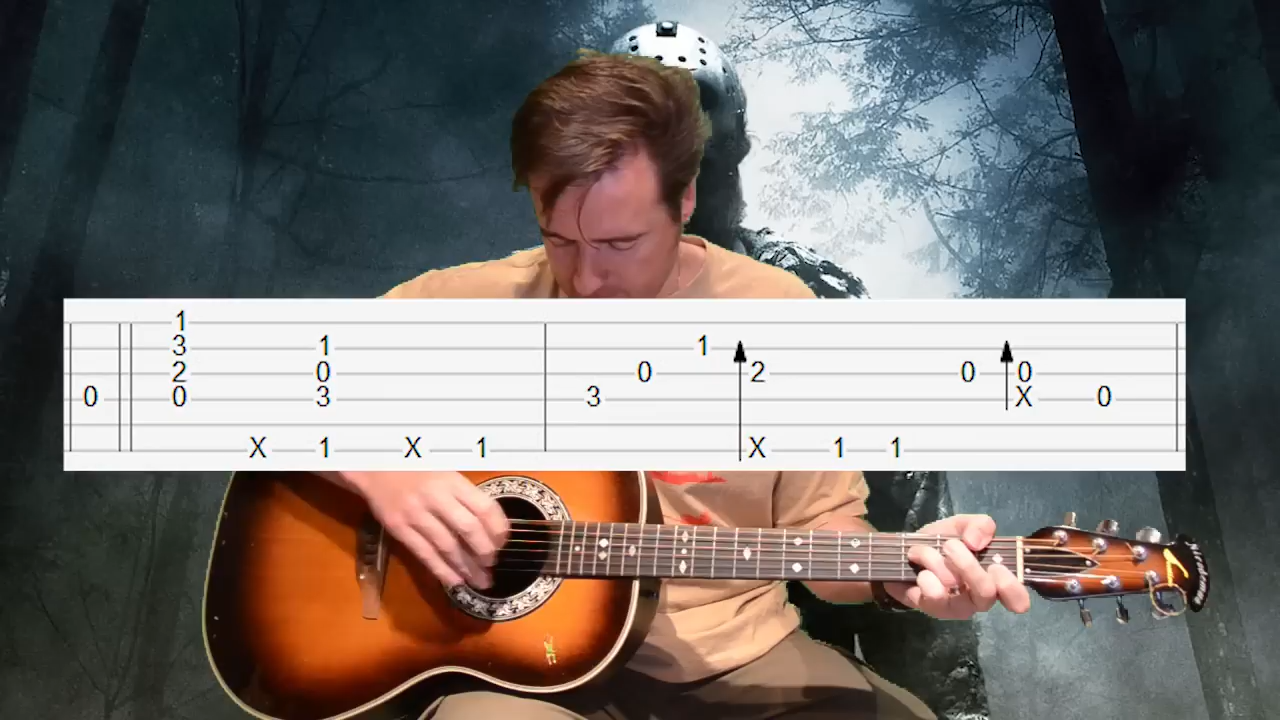 1
3 1 1
2 0 0 2 0 0
0 0 3 3 X 0
X 1 X 1 X 1 1